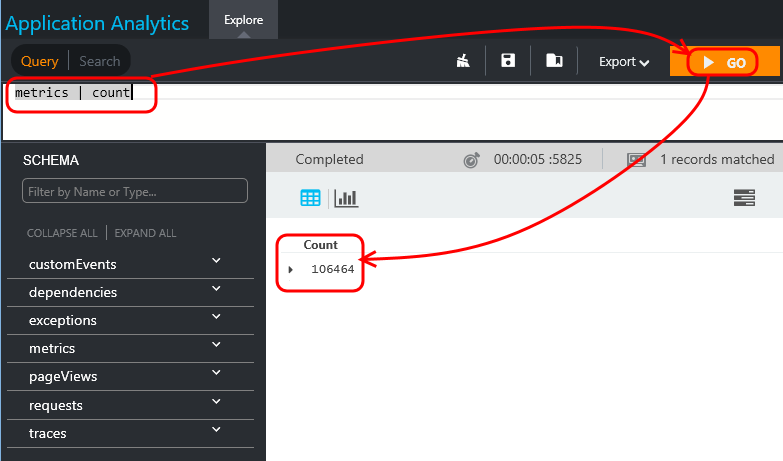 Application Analytics Explore
Query Search Export GO
metrics | count
SCHEMA Completed 00:00:05 :5825 1 records matched
Filter by Name or Type...
COLLAPSE ALL EXPAND ALL
Count
106464
customEvents
dependencies
exceptions
metrics
pageViews
requests
traces